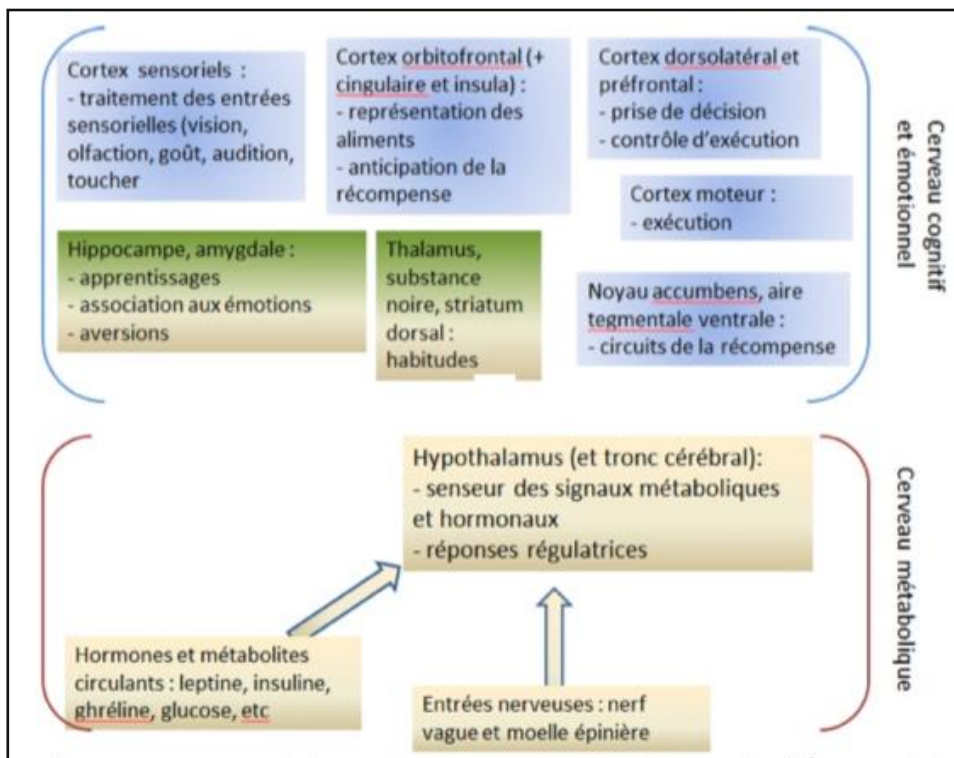 Cortex sensoriels :
- traitement des entrées
sensorielles (vision,
olfaction, goût, audition,
toucher
Cortex orbitofrontal (+
cingulaire et insula) :
- représentation des
aliments
- anticipation de la
récompense
Cortex dorsolatéral et
préfrontal :
- prise de décision
- contrôle d'exécution
Cortex moteur :
- exécution
Hippocampe, amygdale :
- apprentissages
- association aux émotions
- aversions
Thalamus,
substance
noire, striatum
dorsal :
habitudes
Noyau accumbens, aire
tegmentale ventrale :
- circuits de la récompense
Cerveau cognitif
et émotionnel
Hypothalamus (et tronc cérébral):
- senseur des signaux métaboliques
et hormonaux
- réponses régulatrices
Hormones et métabolites
circulants : leptine, insuline,
ghréline, glucose, etc
Entrées nerveuses : nerf
vague et moelle épinière
Cerveau métabolique